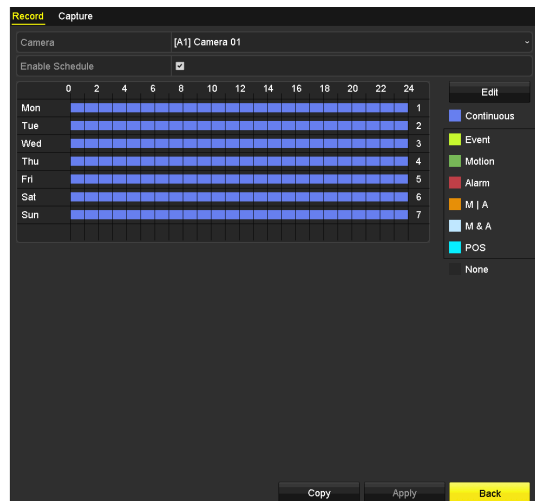 Record Capture
Camera [A1] Camera 01
Enable Schedule
0 2 4 6 8 10 12 14 16 18 20 22 24
Edit
Mon 1
Tue 2
Wed 3
Thu 4
Fri 5
Sat 6
Sun 7
Continuous
Event
Motion
Alarm
M | A
M & A
POS
None
Copy Apply Back